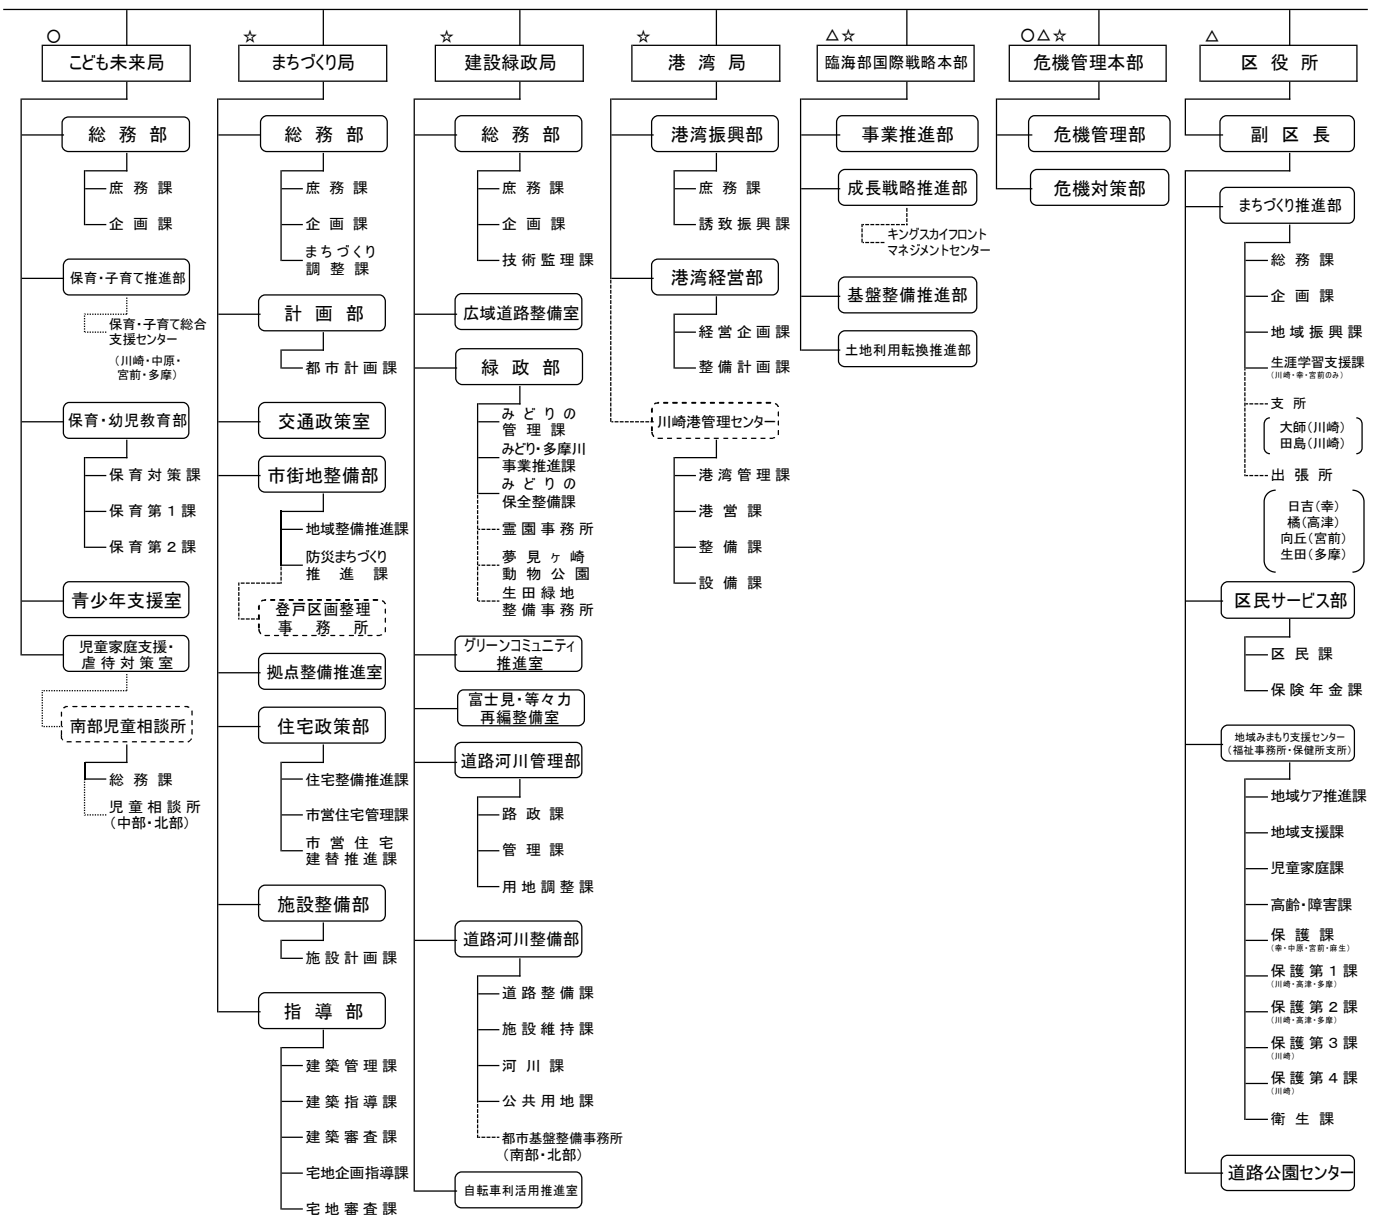 ○
こども未来局
総務部
庶務課
企画課
保育・子育て推進部
保育・子育て総合
支援センター
(川崎・中原・
宮前・多摩)
保育・幼児教育部
保育対策課
保育第1課
保育第2課
青少年支援室
児童家庭支援・
虐待対策室
南部児童相談所
総務課
児童相談所
(中部・北部)
☆
まちづくり局
総務部
庶務課
企画課
まちづくり
調整課
計画部
都市計画課
交通政策室
市街地整備部
地域整備推進課
防災まちづくり
推進課
登戸区画整理
事務所
拠点整備推進室
住宅政策部
住宅整備推進課
市営住宅管理課
市営住宅
建替推進課
施設整備部
施設計画課
指導部
建築管理課
建築指導課
建築審査課
宅地企画指導課
宅地審査課
☆
建設緑政局
総務部
庶務課
企画課
技術監理課
広域道路整備室
緑政部
みどりの
管理課
みどり・多摩川
事業推進課
みどりの
保全整備課
霊園事務所
夢見ヶ崎
動物公園
生田緑地
整備事務所
グリーンコミュニティ
推進室
富士見・等々力
再編整備室
道路河川管理部
路政課
管理課
用地調整課
道路河川整備部
道路整備課
施設維持課
河川課
公共用地課
都市基盤整備事務所
(南部・北部)
自転車利活用推進室
☆
港湾局
港湾振興部
庶務課
誘致振興課
港湾経営部
経営企画課
整備計画課
川崎港管理センター
港湾管理課
港営課
整備課
設備課
△☆
臨海部国際戦略本部
事業推進部
成長戦略推進部
キングスカイフロント
マネジメントセンター
基盤整備推進部
土地利用転換推進部
○△☆
危機管理本部
危機管理部
危機対策部
△
区役所
副区長
まちづくり推進部
総務課
企画課
地域振興課
生涯学習支援課
(川崎・幸・宮前のみ)
支所
大師(川崎)
田島(川崎)
出張所
日吉(幸)
橘(高津)
向丘(宮前)
生田(多摩)
区民サービス部
区民課
保険年金課
地域みまもり支援センター
(福祉事務所・保健所支所)
地域ケア推進課
地域支援課
児童家庭課
高齢・障害課
保護課
(幸・中原・宮前・麻生)
保護第1課
(川崎・高津・多摩)
保護第2課
(川崎・高津・多摩)
保護第3課
(川崎)
保護第4課
(川崎)
衛生課
道路公園センター